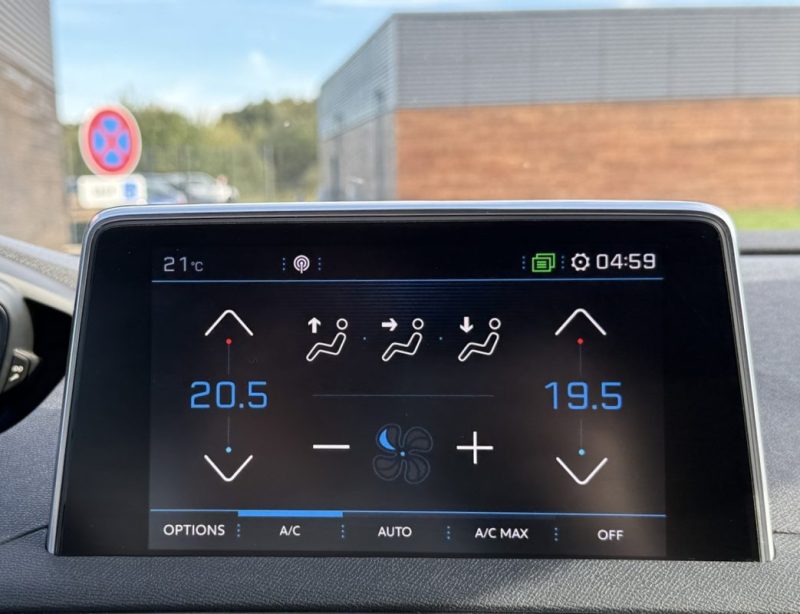 21°C 04:59
20.5 19.5
OPTIONS A/C AUTO A/C MAX OFF